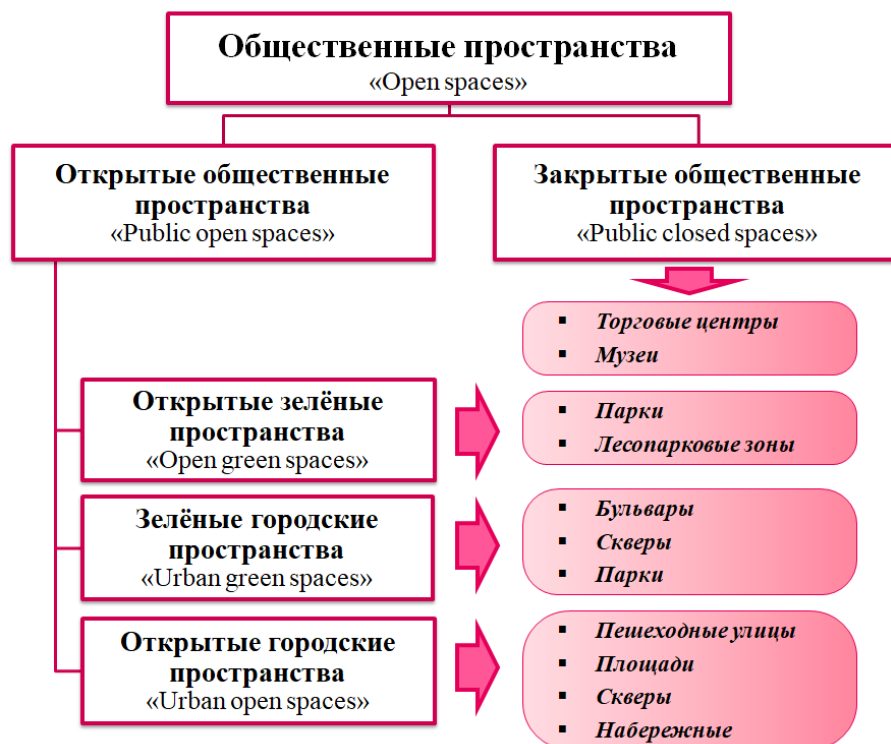 Общественные пространства
«Open spaces»
Открытые общественные
пространства
«Public open spaces»
Закрытые общественные
пространства
«Public closed spaces»
Торговые центры
Музеи
Открытые зелёные
пространства
«Open green spaces»
Парки
Лесопарковые зоны
Зелёные городские
пространства
«Urban green spaces»
Бульвары
Скверы
Парки
Открытые городские
пространства
«Urban open spaces»
Пешеходные улицы
Площади
Скверы
Набережные